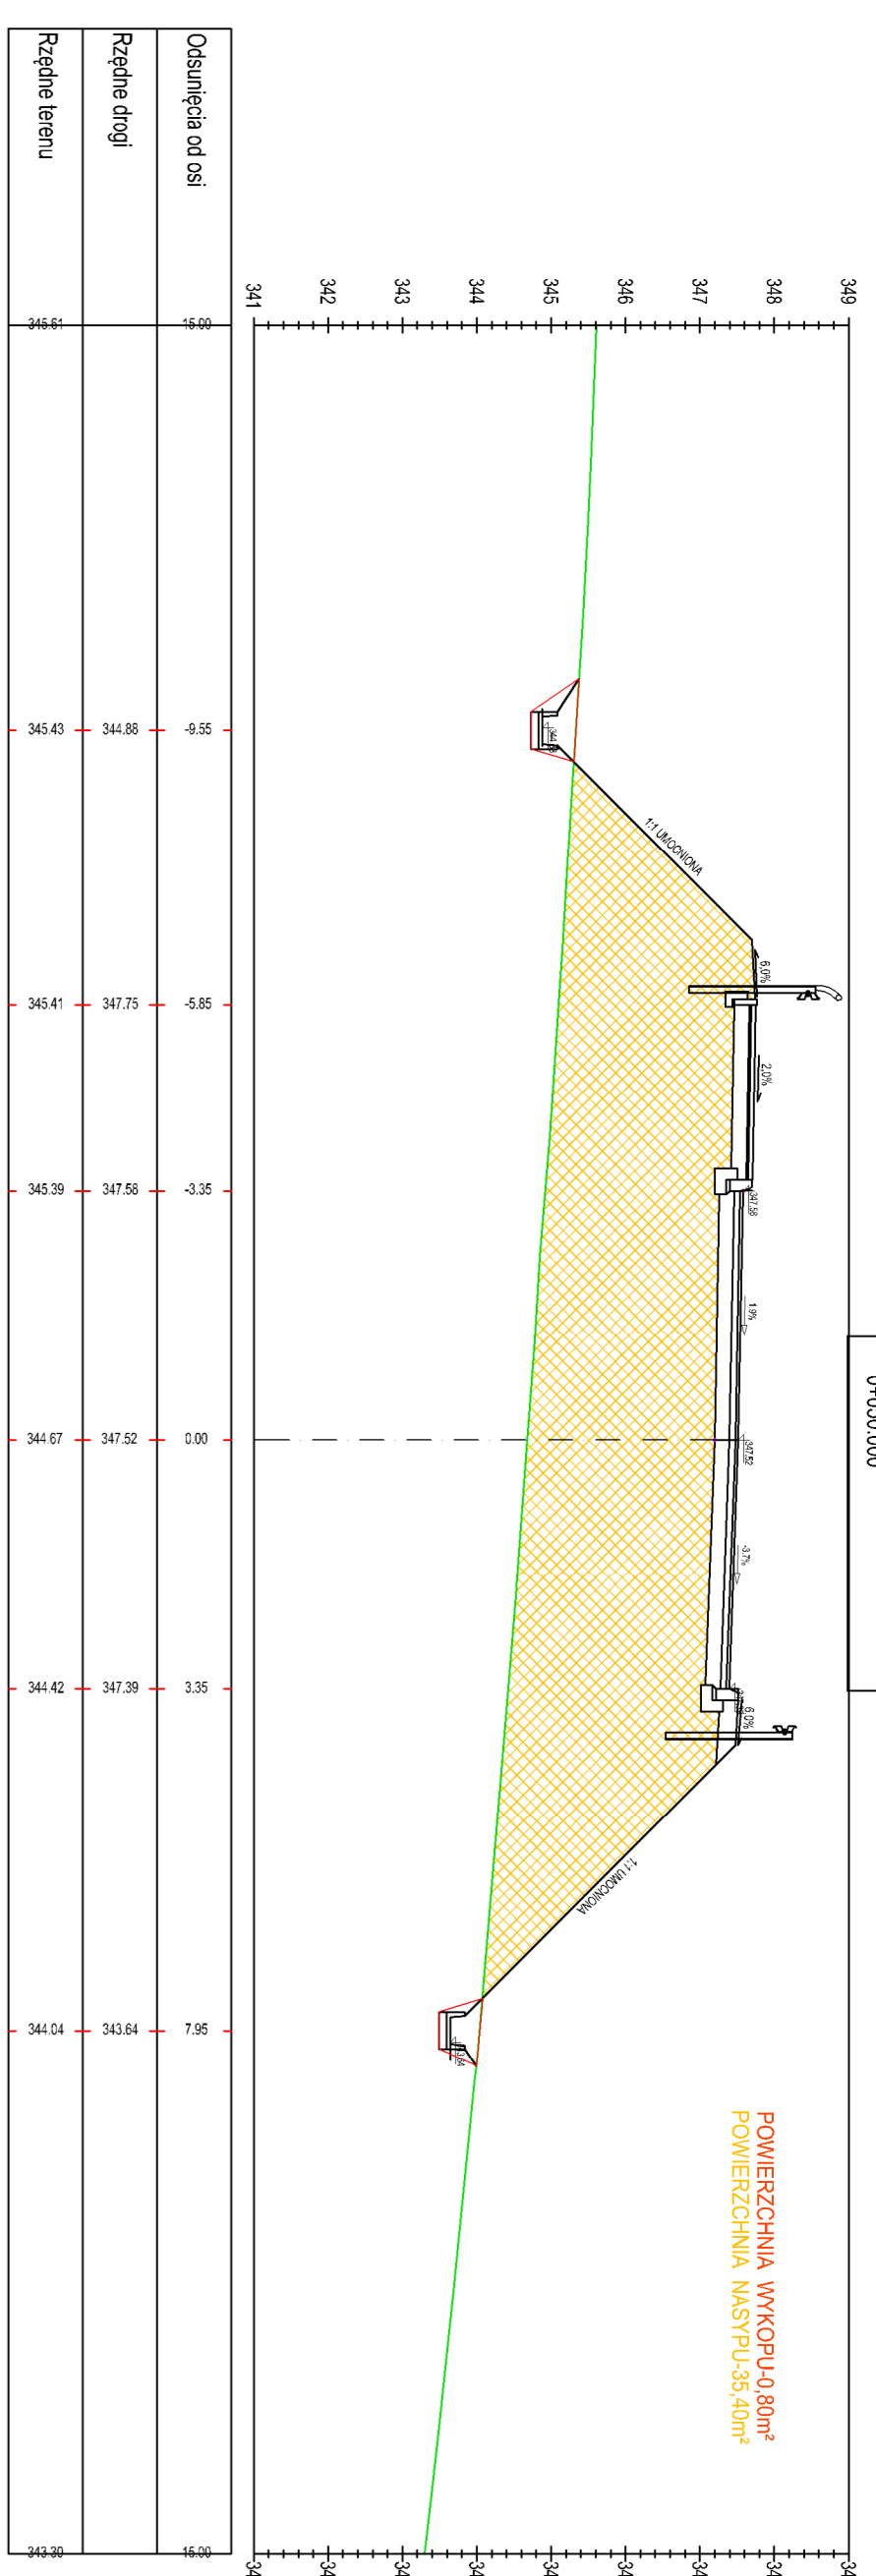 349
348
347
346
345
344
343
342
341
6,0%
2,0%
347.56
1.9%
347.52
-3.7%
6.0%
1:1 UMOCNIONA
1:1 UMOCNIONA
POWIERZCHNIA WYKOPU-0,80m²
POWIERZCHNIA NASYPU-35,40m²
Odsunięcia od osi 15.00 -9.55 -5.85 -3.35 0.00 3.35 7.95 15.00
Rzędne drogi 344.88 347.75 347.58 347.52 347.39 343.64
Rzędne terenu 345.61 345.43 345.41 345.39 344.67 344.42 344.04 343.30